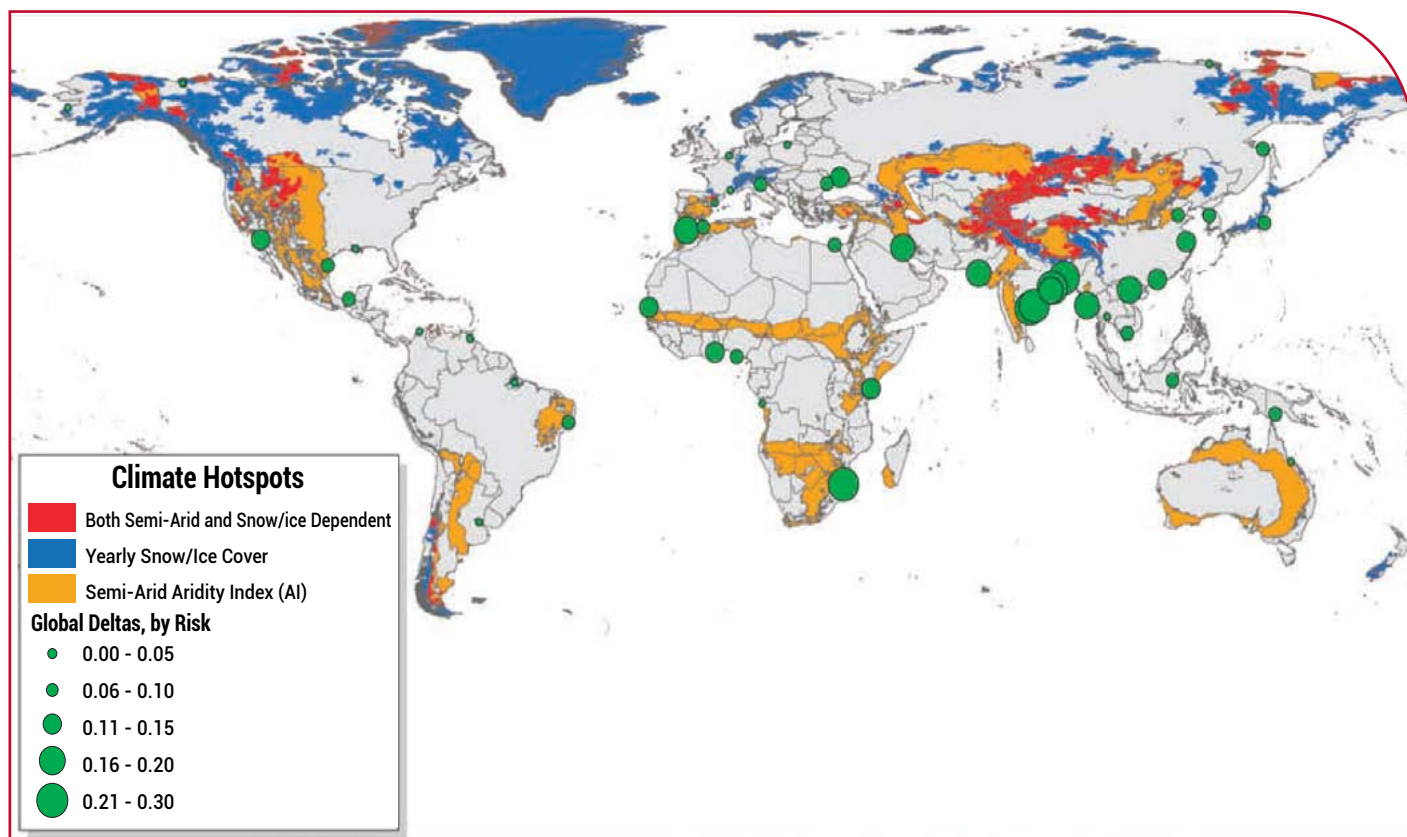 Climate Hotspots
Both Semi-Arid and Snow/ice Dependent
Yearly Snow/Ice Cover
Semi-Arid Aridity Index (AI)
Global Deltas, by Risk
0.00 - 0.05
0.06 - 0.10
0.11 - 0.15
0.16 - 0.20
0.21 - 0.30